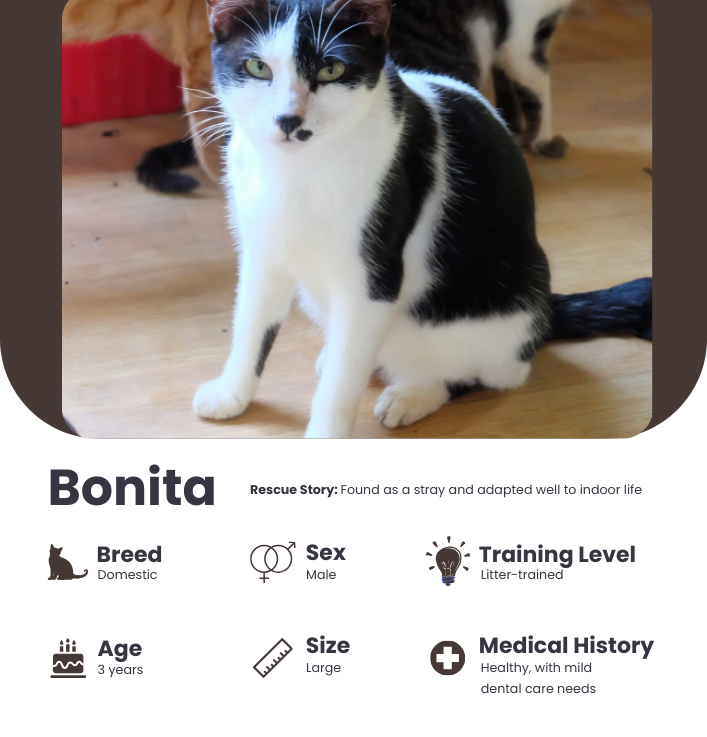 Bonita
Rescue Story: Found as a stray and adapted well to indoor life
Breed
Domestic
Sex
Male
Training Level
Litter-trained
Age
3 years
Size
Large
Medical History
Healthy, with mild
dental care needs